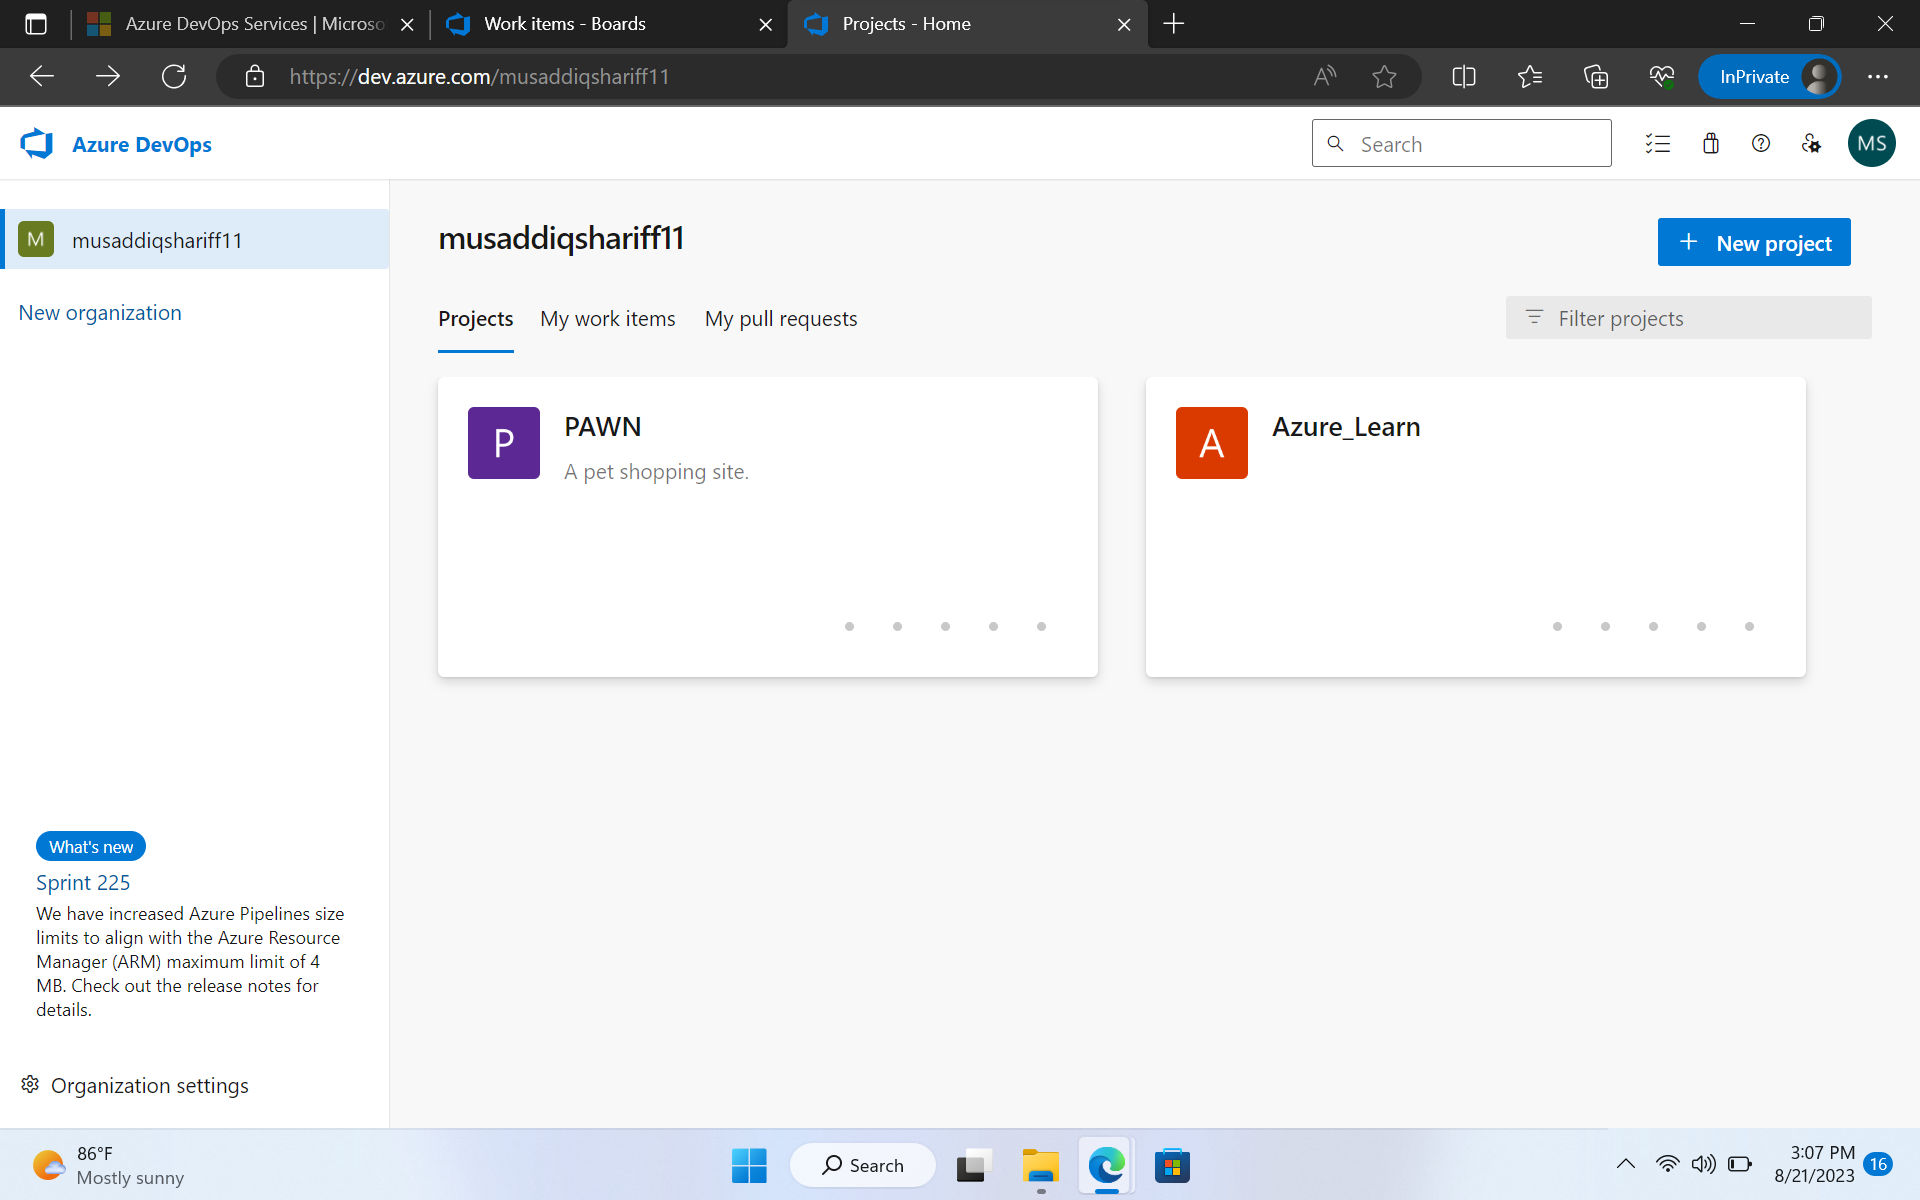 Azure DevOps Services | Microso
Work items - Boards
Projects - Home
https://dev.azure.com/musaddiqshariff11
InPrivate
Azure DevOps
Search
MS
M
musaddiqshariff11
New organization
musaddiqshariff11
New project
Projects
My work items
My pull requests
Filter projects
P
PAWN
A pet shopping site.
A
Azure_Learn
What's new
Sprint 225
We have increased Azure Pipelines size
limits to align with the Azure Resource
Manager (ARM) maximum limit of 4
MB. Check out the release notes for
details.
Organization settings
86°F
Mostly sunny
Search
3:07 PM
8/21/2023
16